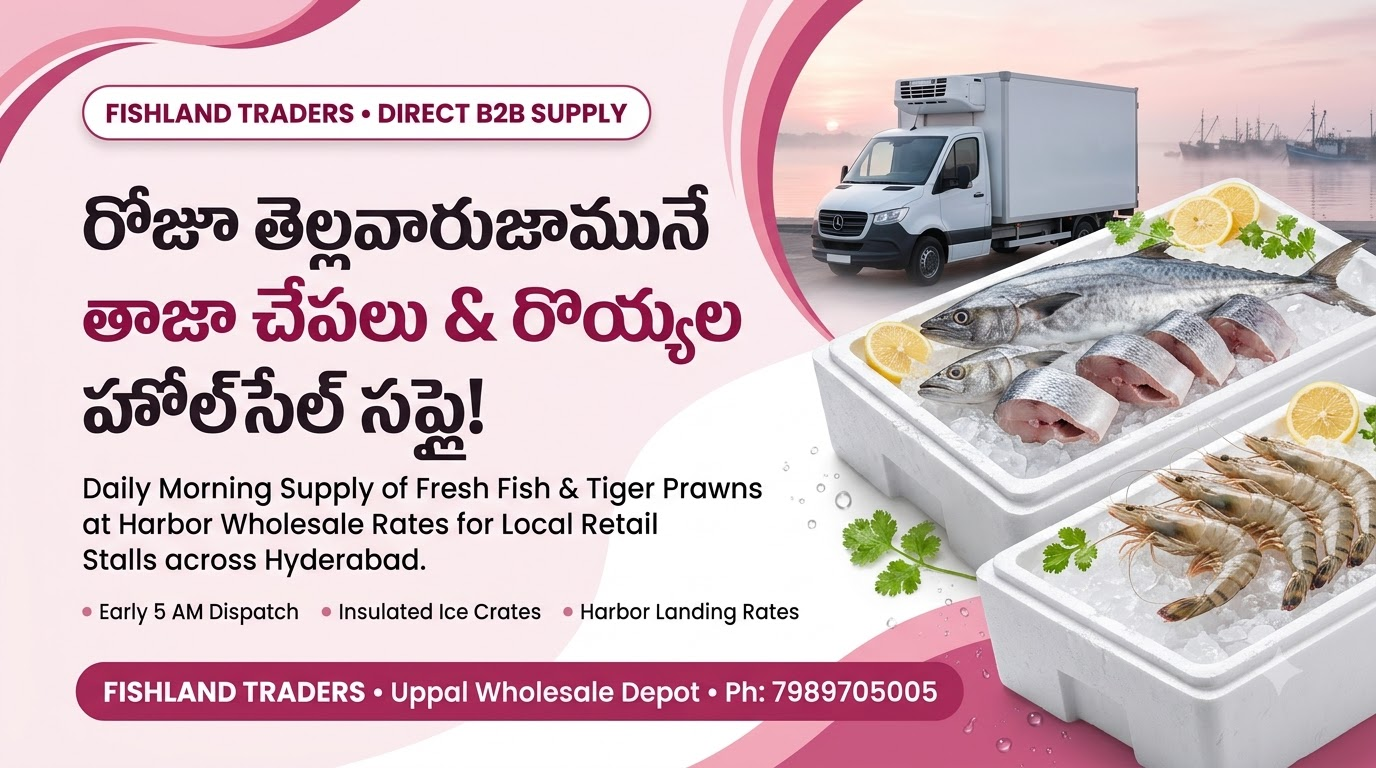 FISHLAND TRADERS • DIRECT B2B SUPPLY
రోజూ తెల్లవారుజామునే
తాజా చేపలు & రొయ్యల
హోల్‌సేల్ సప్లై!
Daily Morning Supply of Fresh Fish & Tiger Prawns
at Harbor Wholesale Rates for Local Retail
Stalls across Hyderabad.
• Early 5 AM Dispatch • Insulated Ice Crates • Harbor Landing Rates
FISHLAND TRADERS • Uppal Wholesale Depot • Ph: 7989705005